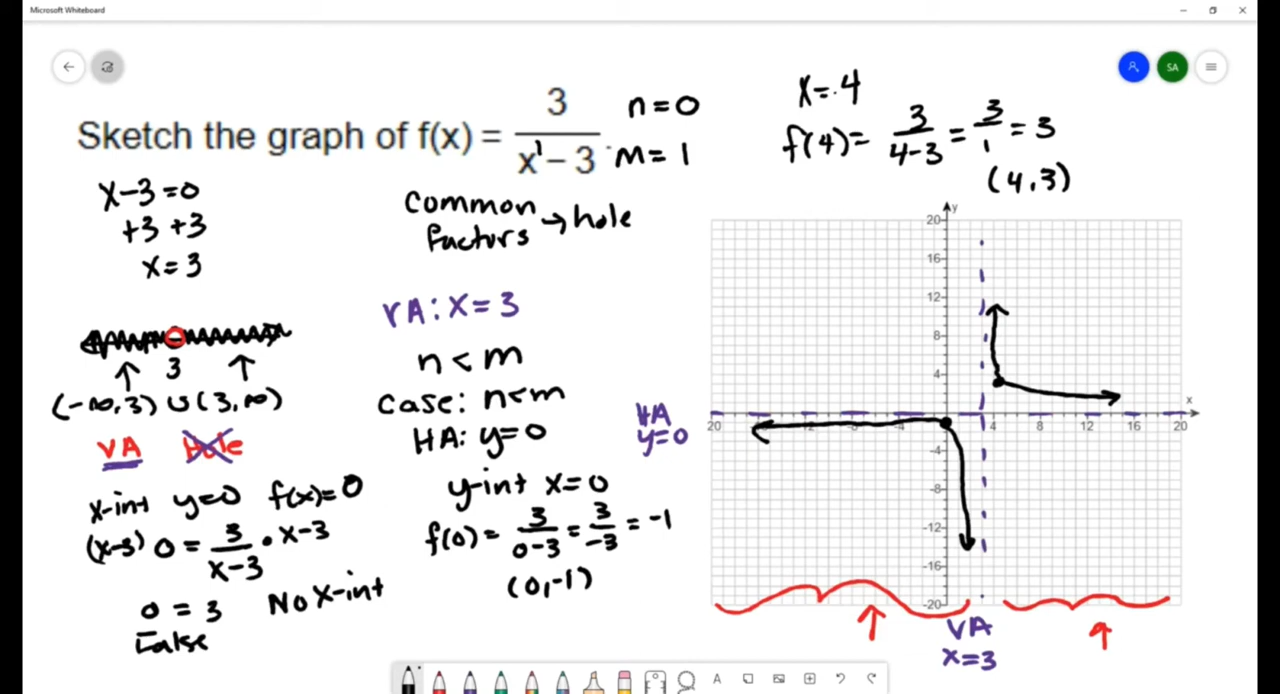 Microsoft Whiteboard
SA
Sketch the graph of f(x) = 3 / (x¹ – 3)
n = 0
m = 1
x = 4
f(4) = 3/(4-3) = 3/1 = 3
(4,3)
x-3=0
+3 +3
x=3
common factors → hole
3
(-∞,3) ∪ (3,∞)
VA Hole
x-int y=0 f(x)=0
(x-3) 0 = 3/(x-3) • x-3
0 = 3 No x-int
False
VA: x=3
n < m
case: n<m
HA: y=0
y-int x=0
f(0) = 3/(0-3) = 3/-3 = -1
(0,-1)
HA
y=0
y
20
16
12
8
4
x
20 -4 4 8 12 16 20
-4
-8
-12
-16
-20
VA
x=3
A